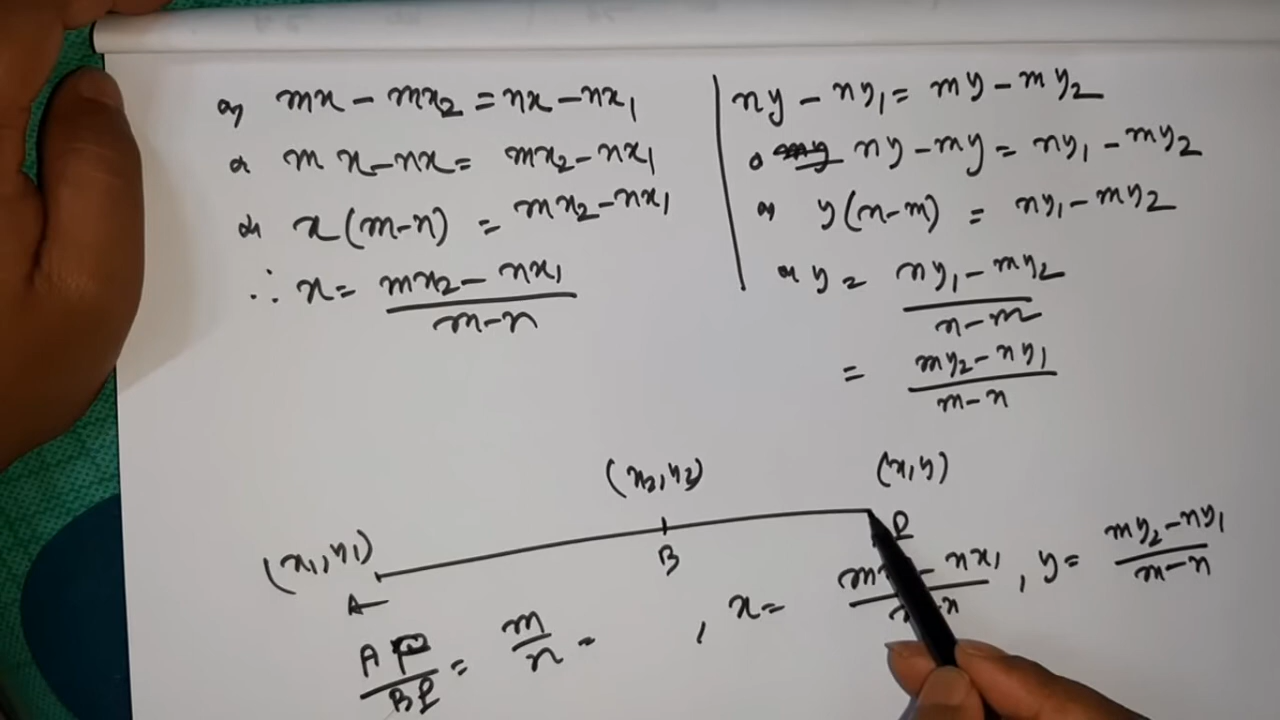 or mx - mx₂ = nx - nx₁
or mx - nx = mx₂ - nx₁
or x(m-n) = mx₂ - nx₁
∴ x = (mx₂ - nx₁)/(m-n)
ny - ny₁ = my - my₂
ny - my = ny₁ - my₂
or y(n-m) = ny₁ - my₂
or y = (ny₁ - my₂)/(n-m)
= (my₂ - ny₁)/(m-n)
(x₁, y₁) (x₂, y₂) (x, y)
A B P
A P/BP = m/n , x = - nx₁ , y = (my₂ - ny₁)/(m-n)